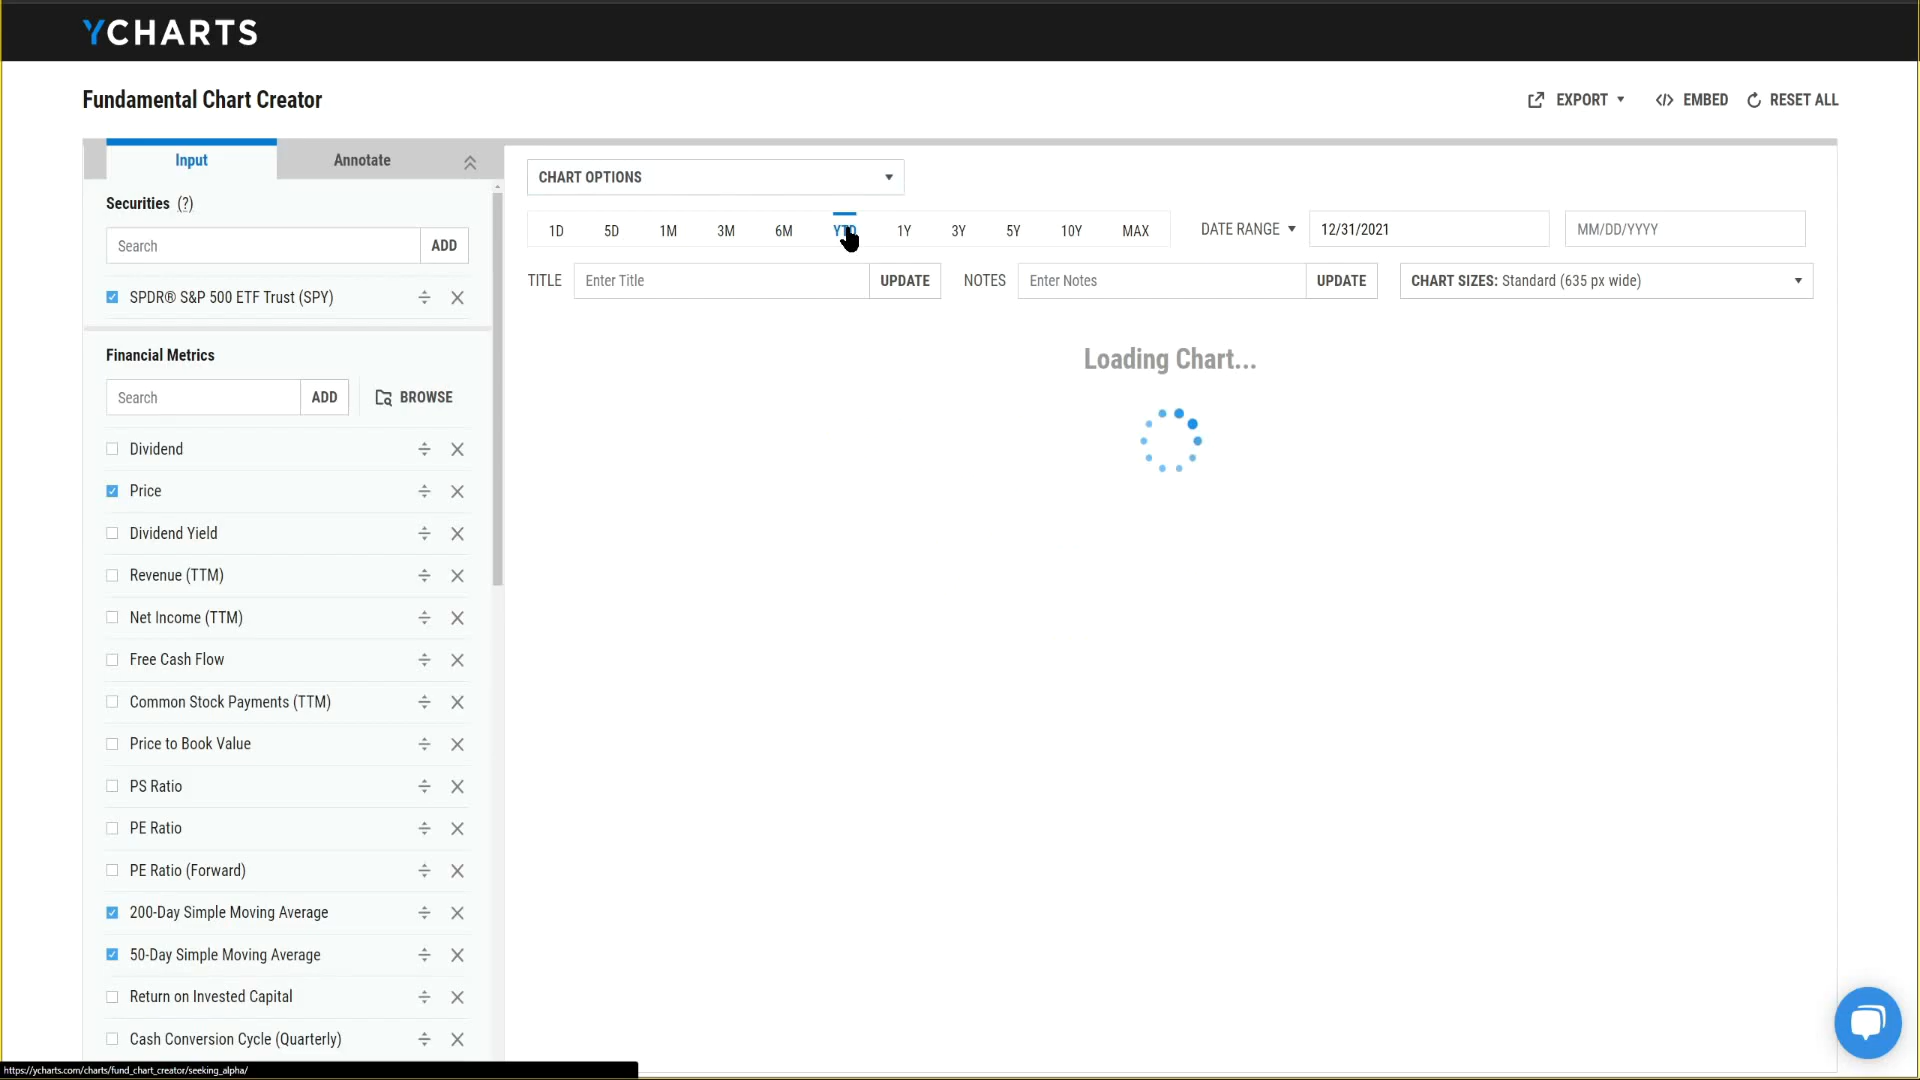 YCHARTS
Fundamental Chart Creator
EXPORT
</> EMBED
RESET ALL
Input
Annotate
Securities (?)
Search
ADD
SPDR® S&P 500 ETF Trust (SPY)
Financial Metrics
Search
ADD
BROWSE
Dividend
Price
Dividend Yield
Revenue (TTM)
Net Income (TTM)
Free Cash Flow
Common Stock Payments (TTM)
Price to Book Value
PS Ratio
PE Ratio
PE Ratio (Forward)
200-Day Simple Moving Average
50-Day Simple Moving Average
Return on Invested Capital
Cash Conversion Cycle (Quarterly)
CHART OPTIONS
1D 5D 1M 3M 6M YTD 1Y 3Y 5Y 10Y MAX
DATE RANGE
12/31/2021
MM/DD/YYYY
TITLE
Enter Title
UPDATE
NOTES
Enter Notes
UPDATE
CHART SIZES: Standard (635 px wide)
Loading Chart...
https://ycharts.com/charts/fund_chart_creator/seeking_alpha/